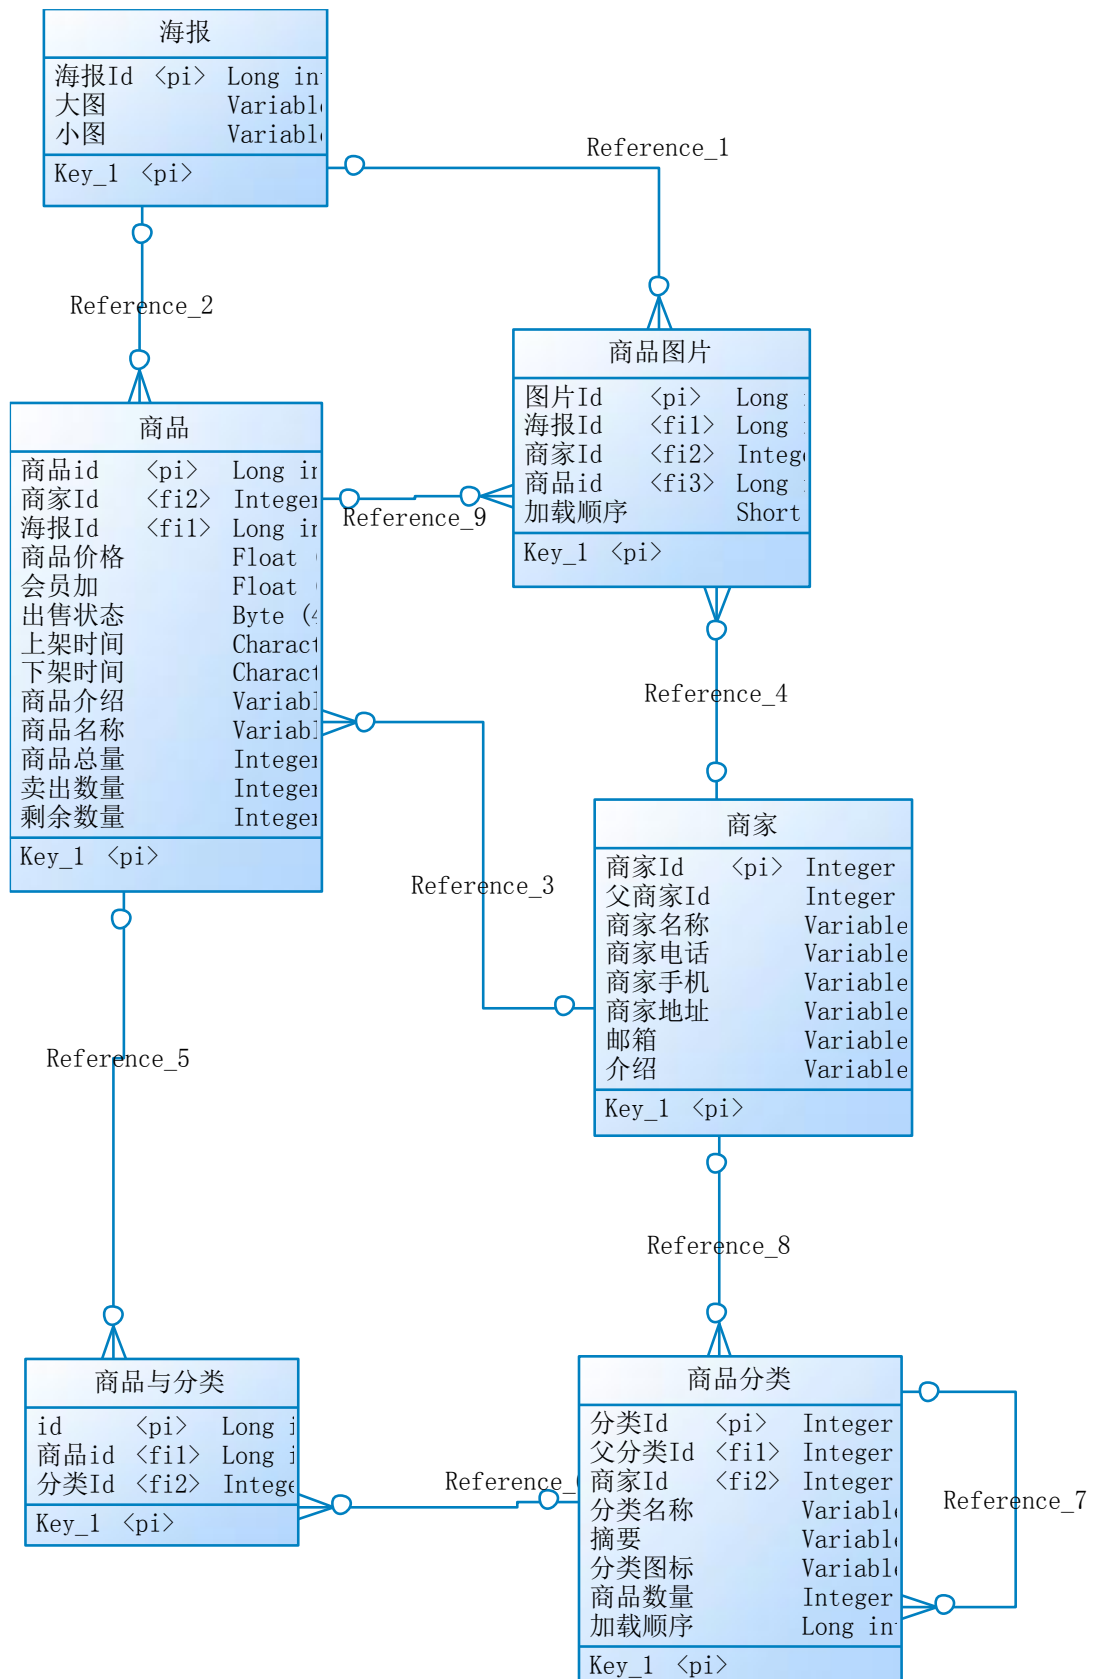 海报
海报Id <pi> Long in
大图 Variabl
小图 Variabl
Key_1 <pi>
Reference_1
Reference_2
商品图片
图片Id <pi> Long
海报Id <fi1> Long
商家Id <fi2> Integ
商品id <fi3> Long
加载顺序 Short
Key_1 <pi>
商品
商品id <pi> Long in
商家Id <fi2> Integer
海报Id <fi1> Long in
商品价格 Float (
会员加 Float (
出售状态 Byte (4
上架时间 Charact
下架时间 Charact
商品介绍 Variabl
商品名称 Variabl
商品总量 Integer
卖出数量 Integer
剩余数量 Integer
Key_1 <pi>
Reference_9
Reference_4
Reference_3
商家
商家Id <pi> Integer
父商家Id Integer
商家名称 Variable
商家电话 Variable
商家手机 Variable
商家地址 Variable
邮箱 Variable
介绍 Variable
Key_1 <pi>
Reference_5
Reference_8
商品与分类
id <pi> Long i
商品id <fi1> Long i
分类Id <fi2> Intege
Key_1 <pi>
Reference_
商品分类
分类Id <pi> Integer
父分类Id <fi1> Integer
商家Id <fi2> Integer
分类名称 Variabl
摘要 Variabl
分类图标 Variabl
商品数量 Integer
加载顺序 Long in
Key_1 <pi>
Reference_7